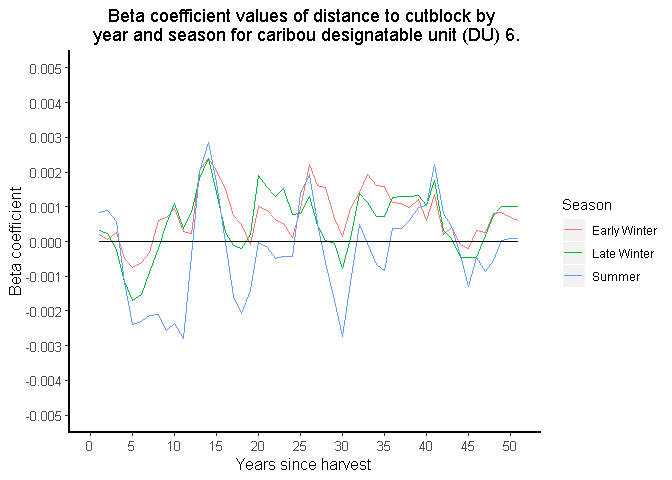 Beta coefficient values of distance to cutblock by
year and season for caribou designatable unit (DU) 6.
Beta coefficient
0.005
0.005
0.003
0.002
0.001
0.000
-0.001
-0.002
-0.003
-0.004
-0.005
0 5 10 15 20 25 30 35 40 45 50
Years since harvest
Season
Early Winter
Late Winter
Summer